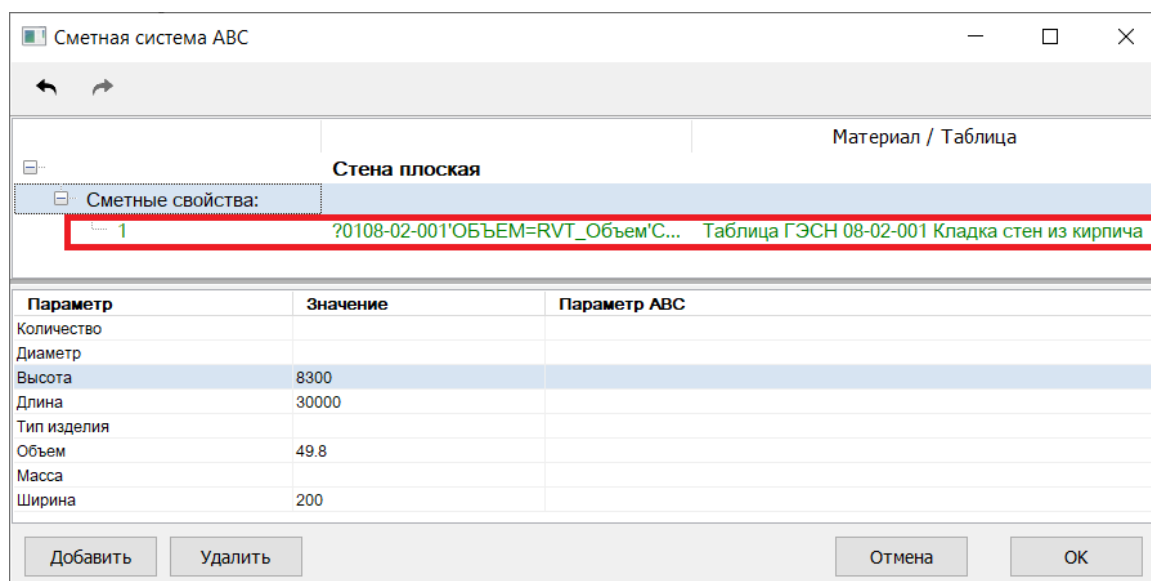 Сметная система АВС
Материал / Таблица
Стена плоская
Сметные свойства:
1 ?0108-02-001'ОБЪЕМ=RVT_Объем'С... Таблица ГЭСН 08-02-001 Кладка стен из кирпича
Параметр Значение Параметр АВС
Количество
Диаметр
Высота 8300
Длина 30000
Тип изделия
Объем 49.8
Масса
Ширина 200
Добавить Удалить Отмена ОК